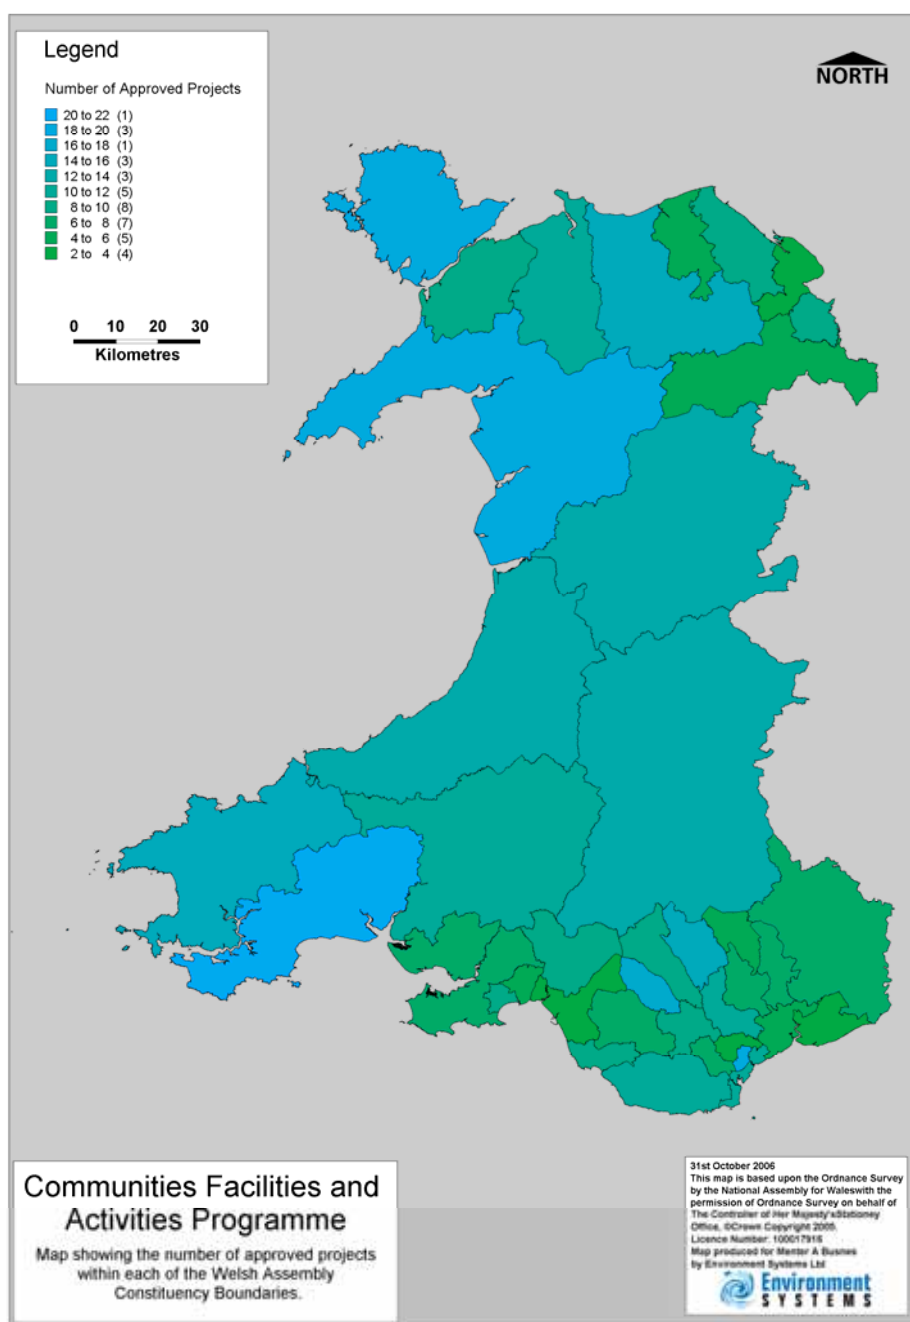 Legend
Number of Approved Projects
20 to 22 (1)
18 to 20 (3)
16 to 18 (1)
14 to 16 (3)
12 to 14 (3)
10 to 12 (5)
8 to 10 (8)
6 to 8 (7)
4 to 6 (5)
2 to 4 (4)
0 10 20 30
Kilometres
NORTH
Communities Facilities and
Activities Programme
Map showing the number of approved projects
within each of the Welsh Assembly
Constituency Boundaries.
31st October 2006
This map is based upon the Ordnance Survey
by the National Assembly for Waleswith the
permission of Ordnance Survey on behalf of
The Controller of Her Majesty'sStationey
Office, ©Crown Copyright 2005.
Licence Number: 100017916
Map produced for Menter A Busnes
by Environment Systems Ltd
Environment
SYSTEMS